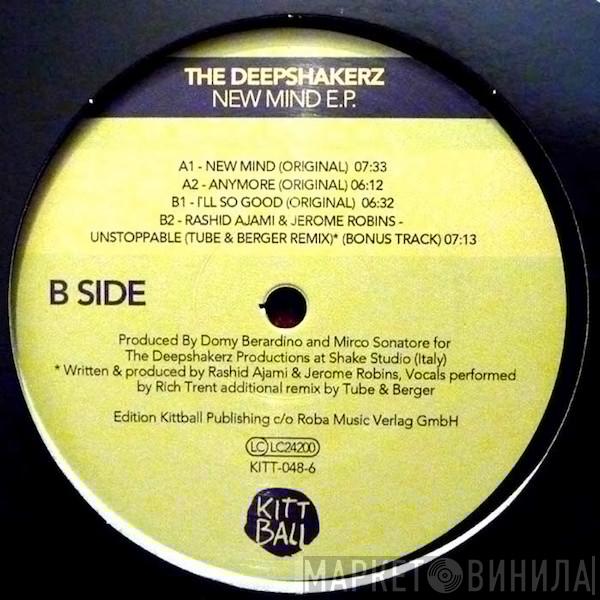 THE DEEPSHAKERZ
NEW MIND E.P.
A1 - NEW MIND (ORIGINAL) 07:33
A2 - ANYMORE (ORIGINAL) 06:12
B1 - I'LL SO GOOD (ORIGINAL) 06:32
B2 - RASHID AJAMI & JEROME ROBINS -
UNSTOPPABLE (TUBE & BERGER REMIX)* (BONUS TRACK) 07:13
B SIDE
Produced By Domy Berardino and Mirco Sonatore for
The Deepshakerz Productions at Shake Studio (Italy)
* Written & produced by Rashid Ajami & Jerome Robins, Vocals performed
by Rich Trent additional remix by Tube & Berger
Edition Kittball Publishing c/o Roba Music Verlag GmbH
LC LC24200
KITT-048-6
KITT
BALL
МАРКЕТ ВИНИЛА